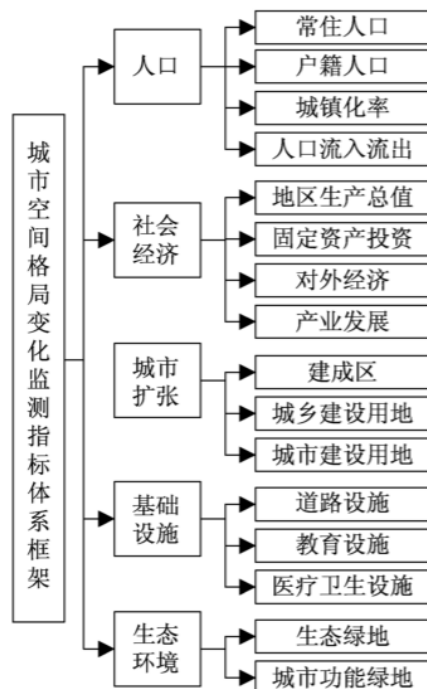 城市空间格局变化监测指标体系框架
人口
常住人口
户籍人口
城镇化率
人口流入流出
社会
经济
地区生产总值
固定资产投资
对外经济
产业发展
城市
扩张
建成区
城乡建设用地
城市建设用地
基础
设施
道路设施
教育设施
医疗卫生设施
生态
环境
生态绿地
城市功能绿地